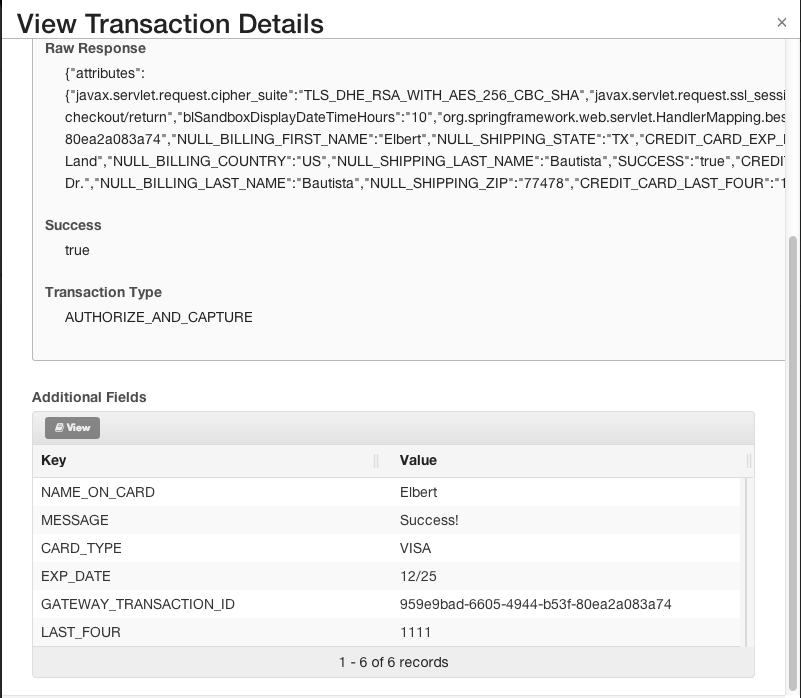 View Transaction Details
×
Raw Response
{"attributes":
{"javax.servlet.request.cipher_suite":"TLS_DHE_RSA_WITH_AES_256_CBC_SHA","javax.servlet.request.ssl_sessi
checkout/return","blSandboxDisplayDateTimeHours":"10","org.springframework.web.servlet.HandlerMapping.bes
80ea2a083a74","NULL_BILLING_FIRST_NAME":"Elbert","NULL_SHIPPING_STATE":"TX","CREDIT_CARD_EXP_
Land","NULL_BILLING_COUNTRY":"US","NULL_SHIPPING_LAST_NAME":"Bautista","SUCCESS":"true","CREDI
Dr.","NULL_BILLING_LAST_NAME":"Bautista","NULL_SHIPPING_ZIP":"77478","CREDIT_CARD_LAST_FOUR":"1
Success
true
Transaction Type
AUTHORIZE_AND_CAPTURE
Additional Fields
View
Key Value
NAME_ON_CARD Elbert
MESSAGE Success!
CARD_TYPE VISA
EXP_DATE 12/25
GATEWAY_TRANSACTION_ID 959e9bad-6605-4944-b53f-80ea2a083a74
LAST_FOUR 1111
1 - 6 of 6 records